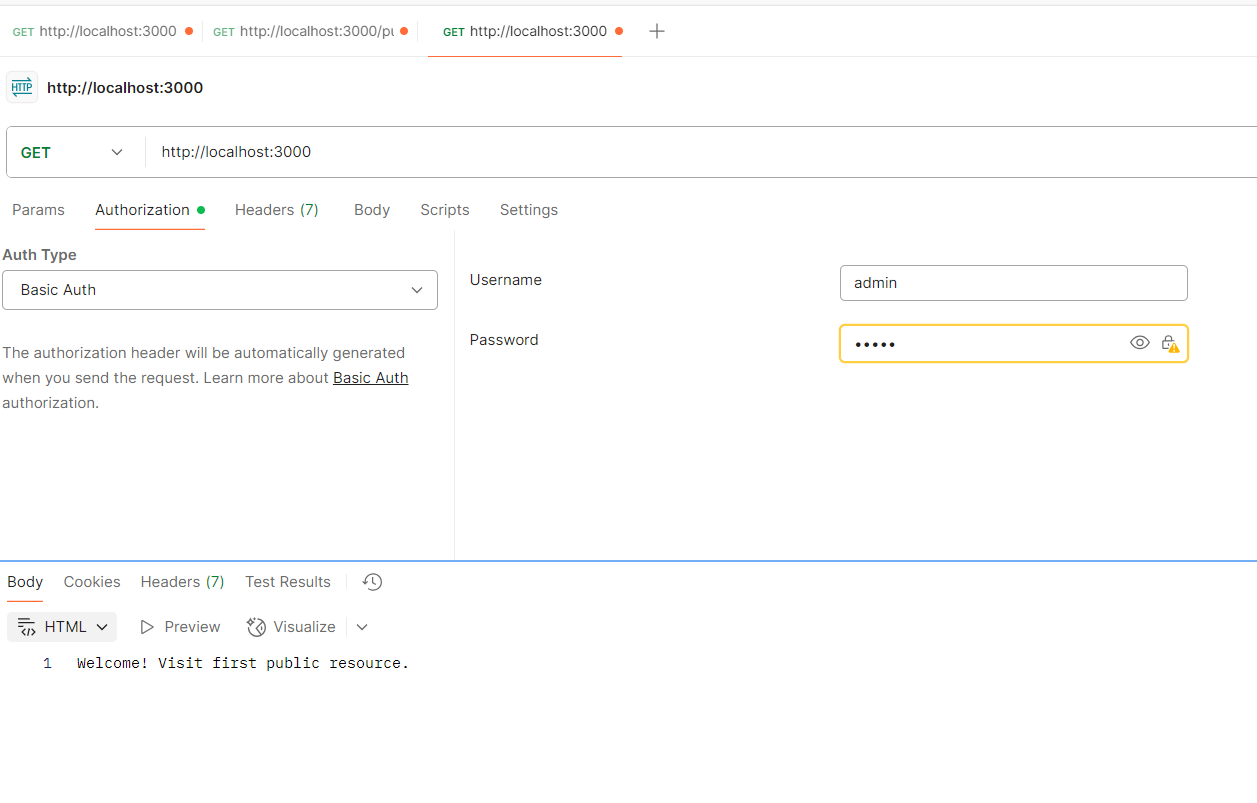 GET http://localhost:3000 GET http://localhost:3000/pu GET http://localhost:3000
HTTP http://localhost:3000
GET http://localhost:3000
Params Authorization Headers (7) Body Scripts Settings
Auth Type
Basic Auth
Username admin
Password •••••
The authorization header will be automatically generated
when you send the request. Learn more about Basic Auth
authorization.
Body Cookies Headers (7) Test Results
HTML Preview Visualize
1 Welcome! Visit first public resource.